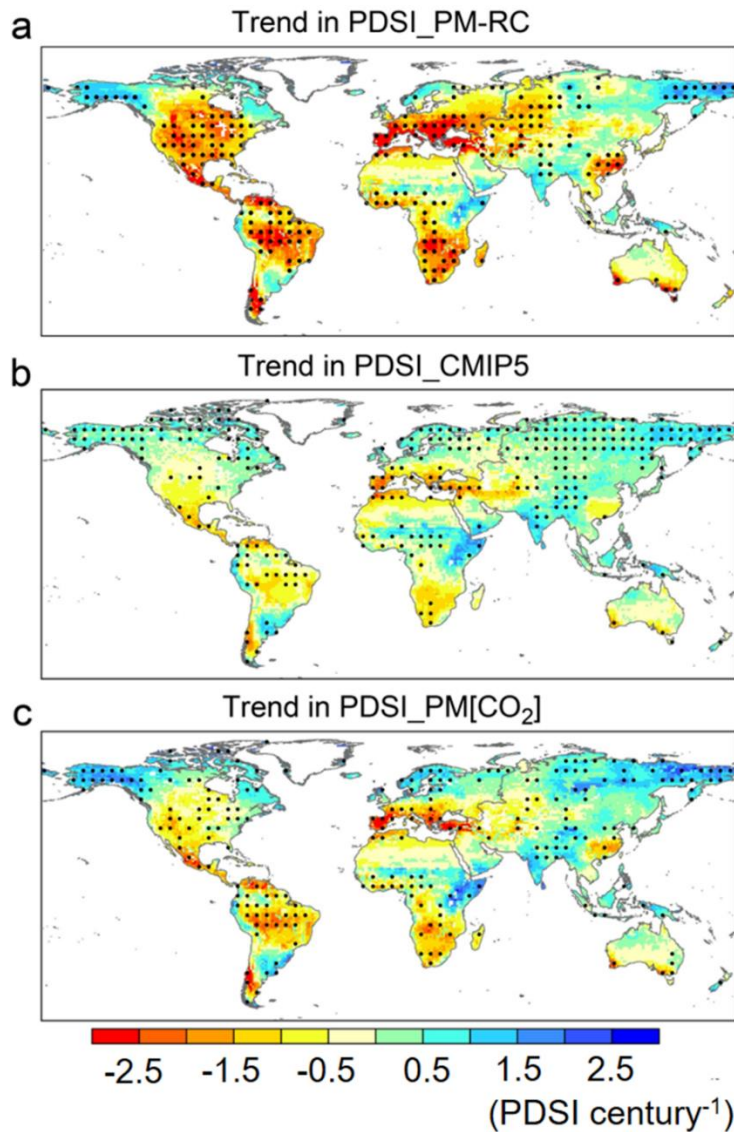 a
Trend in PDSI_PM-RC
b
Trend in PDSI_CMIP5
c
Trend in PDSI_PM[CO₂]
-2.5 -1.5 -0.5 0.5 1.5 2.5
(PDSI century⁻¹)